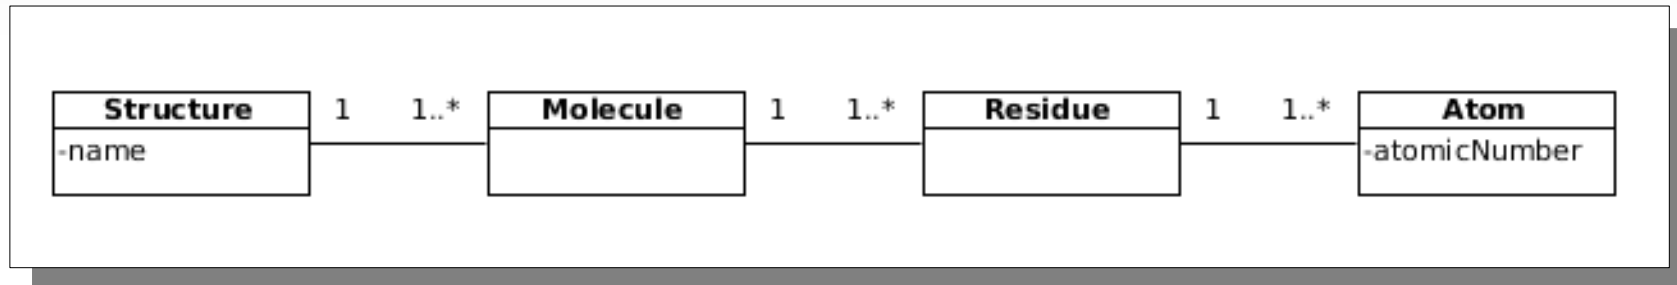 Structure 1 1..* Molecule 1 1..* Residue 1 1..* Atom
-name -atomicNumber